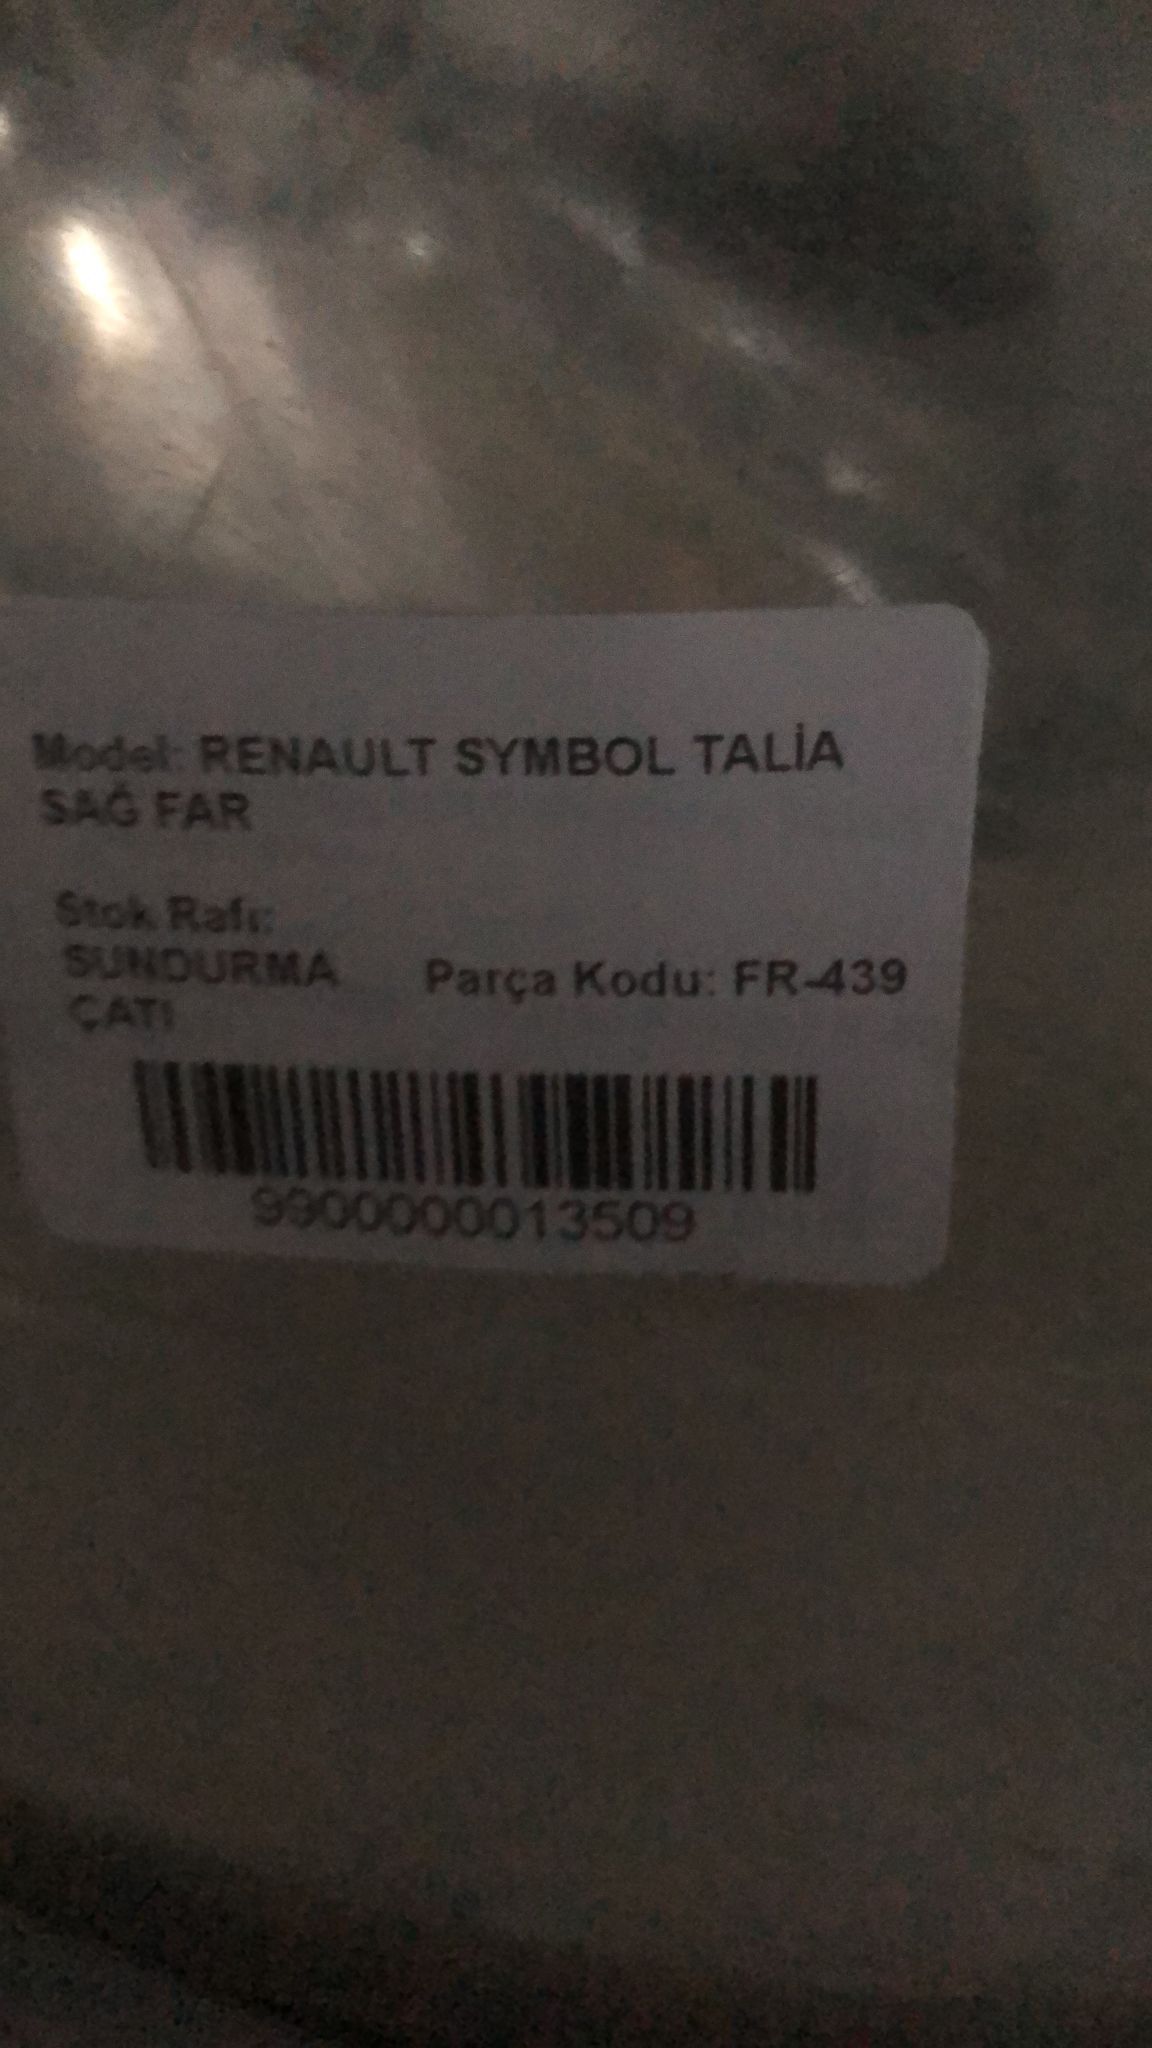 Model: RENAULT SYMBOL TALİA
SAĞ FAR
Stok Rafı:
SUNDURMA
ÇATI
Parça Kodu: FR-439
9900000013509